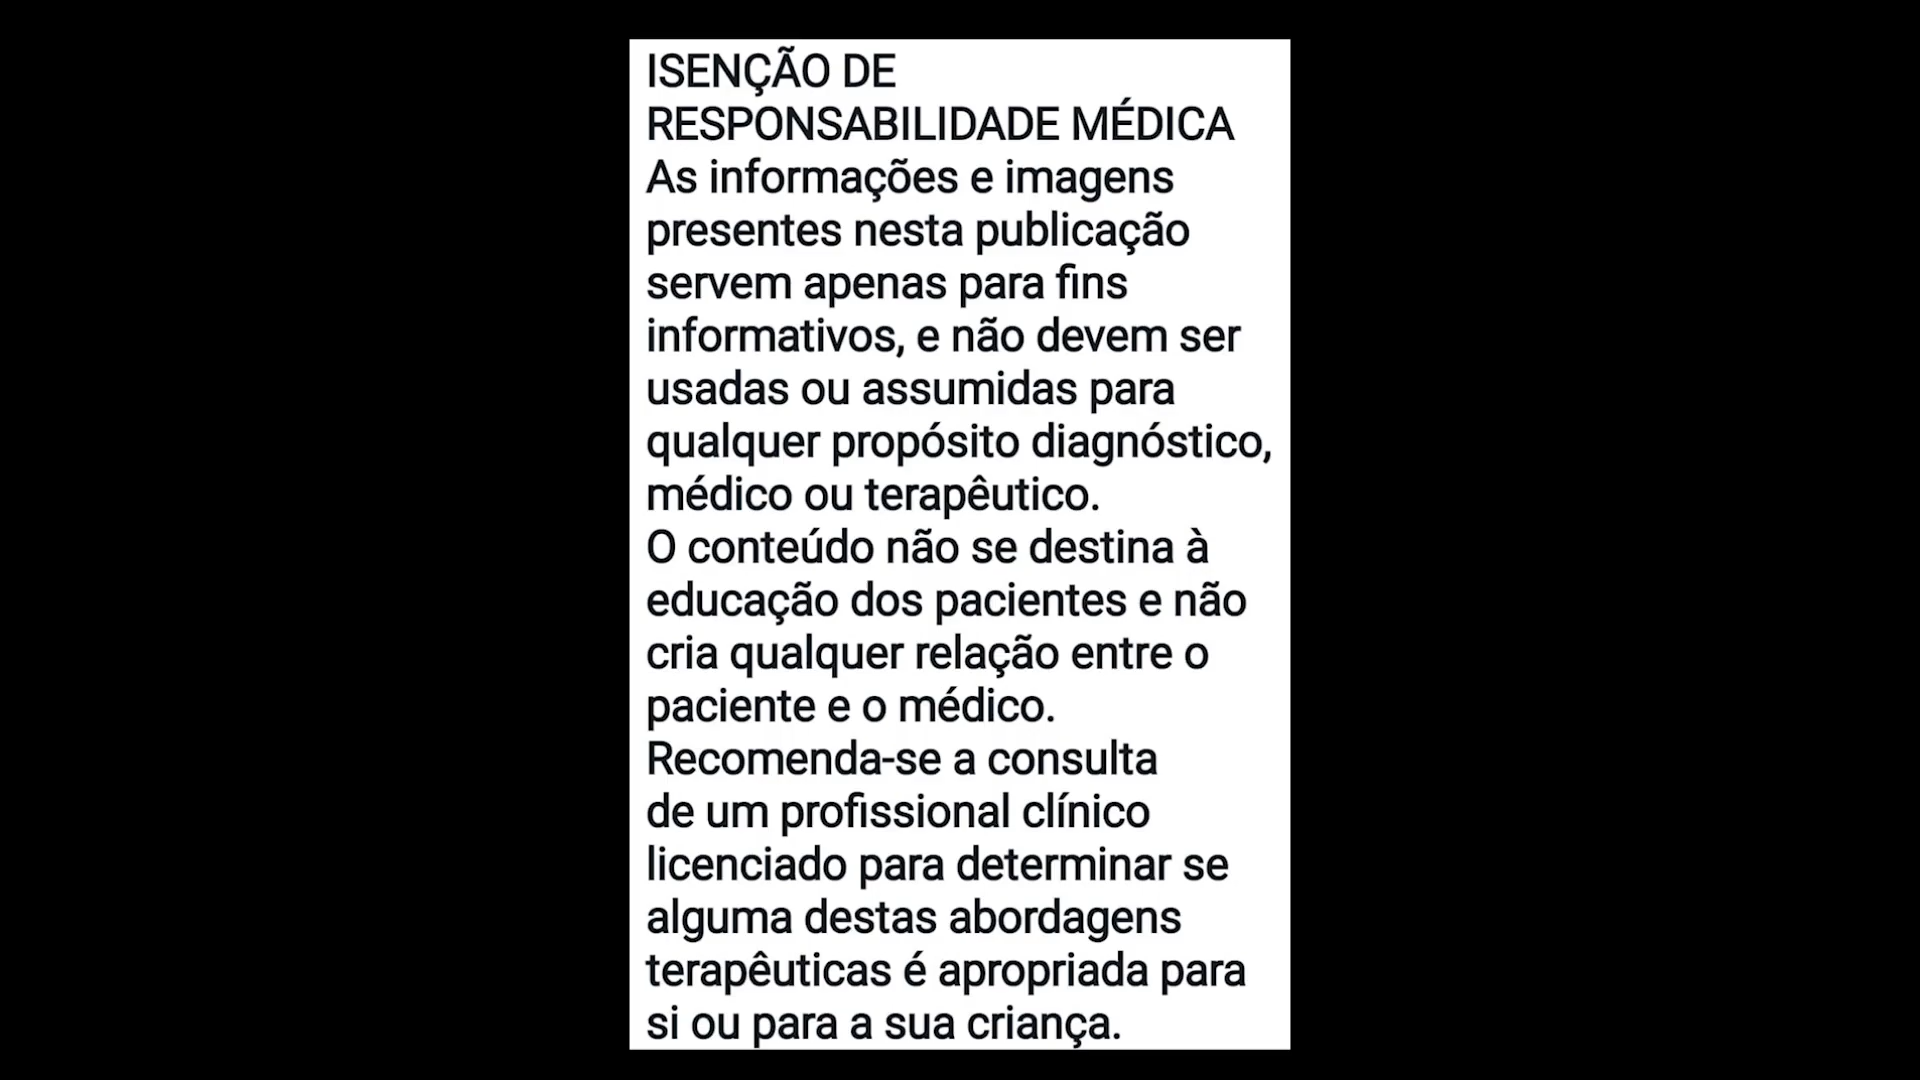 ISENÇÃO DE
RESPONSABILIDADE MÉDICA
As informações e imagens
presentes nesta publicação
servem apenas para fins
informativos, e não devem ser
usadas ou assumidas para
qualquer propósito diagnóstico,
médico ou terapêutico.
O conteúdo não se destina à
educação dos pacientes e não
cria qualquer relação entre o
paciente e o médico.
Recomenda-se a consulta
de um profissional clínico
licenciado para determinar se
alguma destas abordagens
terapêuticas é apropriada para
si ou para a sua criança.